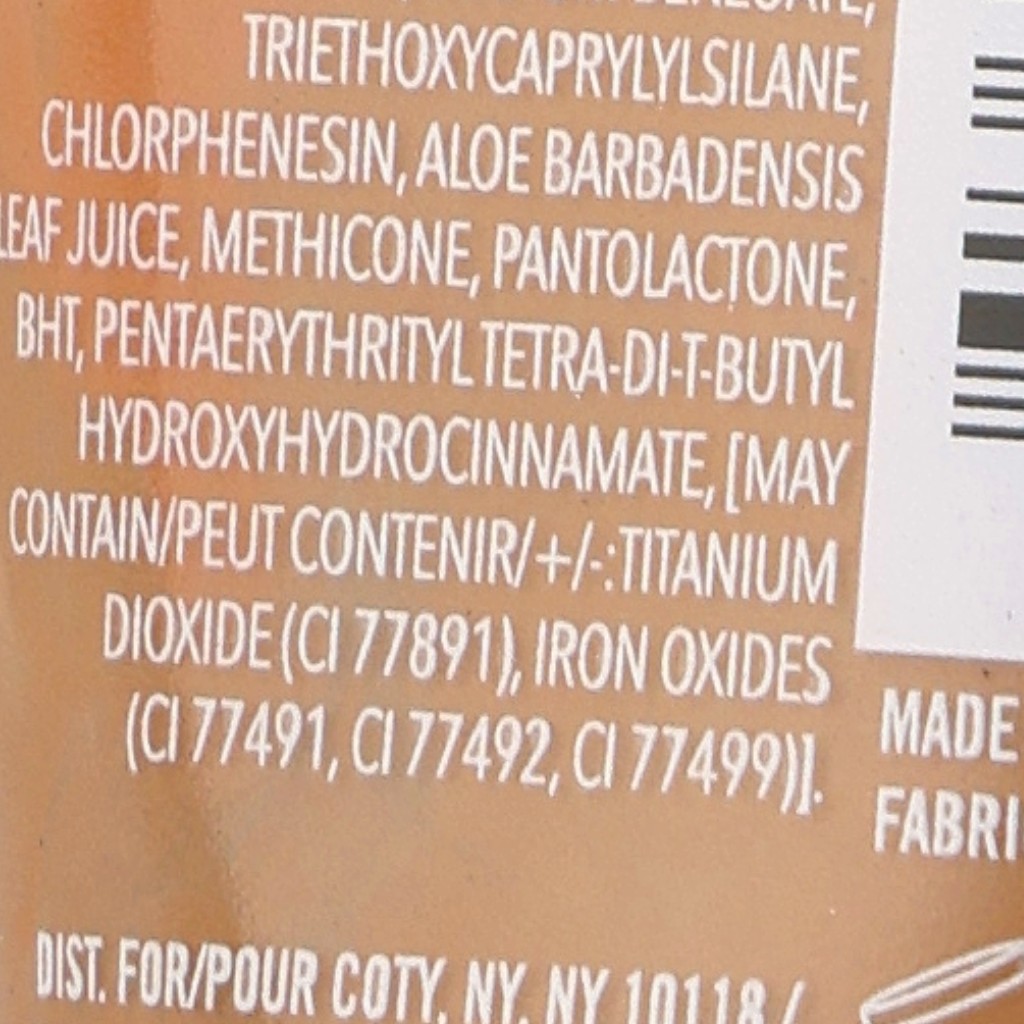 TRIETHOXYCAPRYLYLSILANE,
CHLORPHENESIN, ALOE BARBADENSIS
LEAF JUICE, METHICONE, PANTOLACTONE,
BHT, PENTAERYTHRITYL TETRA-DI-T-BUTYL
HYDROXYHYDROCINNAMATE, [MAY
CONTAIN/PEUT CONTENIR/+/-:TITANIUM
DIOXIDE (CI 77891), IRON OXIDES
(CI 77491, CI 77492, CI 77499)].
MADE
FABRI
DIST. FOR/POUR COTY, NY, NY 10118 /